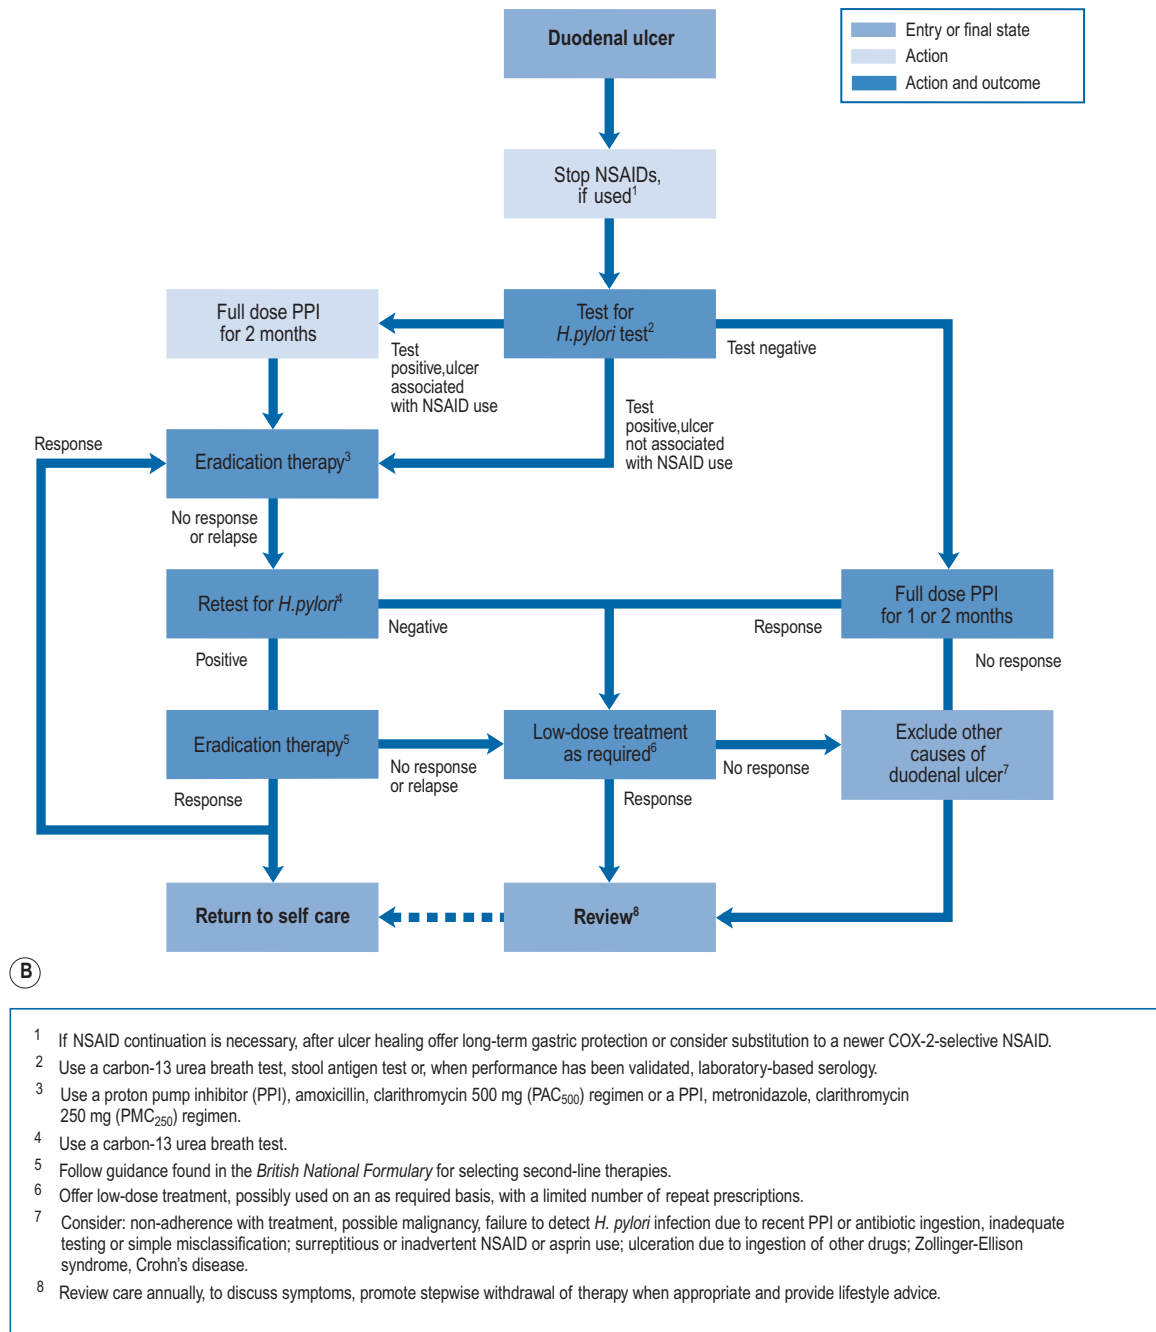 Duodenal ulcer
Entry or final state
Action
Action and outcome
Stop NSAIDs,
if used1
Full dose PPI
for 2 months
Test for
H.pylori test2
Test negative
Test
positive,ulcer
associated
with NSAID use
Test
positive,ulcer
not associated
with NSAID use
Response
Eradication therapy3
No response
or relapse
Retest for H.pylori4
Negative
Response
Full dose PPI
for 1 or 2 months
Positive
No response
Eradication therapy5
No response
or relapse
Low-dose treatment
as required6
No response
Exclude other
causes of
duodenal ulcer7
Response
Response
Return to self care
Review8
B
1 If NSAID continuation is necessary, after ulcer healing offer long-term gastric protection or consider substitution to a newer COX-2-selective NSAID.
2 Use a carbon-13 urea breath test, stool antigen test or, when performance has been validated, laboratory-based serology.
3 Use a proton pump inhibitor (PPI), amoxicillin, clarithromycin 500 mg (PAC500) regimen or a PPI, metronidazole, clarithromycin
250 mg (PMC250) regimen.
4 Use a carbon-13 urea breath test.
5 Follow guidance found in the British National Formulary for selecting second-line therapies.
6 Offer low-dose treatment, possibly used on an as required basis, with a limited number of repeat prescriptions.
7 Consider: non-adherence with treatment, possible malignancy, failure to detect H. pylori infection due to recent PPI or antibiotic ingestion, inadequate
testing or simple misclassification; surreptitious or inadvertent NSAID or asprin use; ulceration due to ingestion of other drugs; Zollinger-Ellison
syndrome, Crohn's disease.
8 Review care annually, to discuss symptoms, promote stepwise withdrawal of therapy when appropriate and provide lifestyle advice.